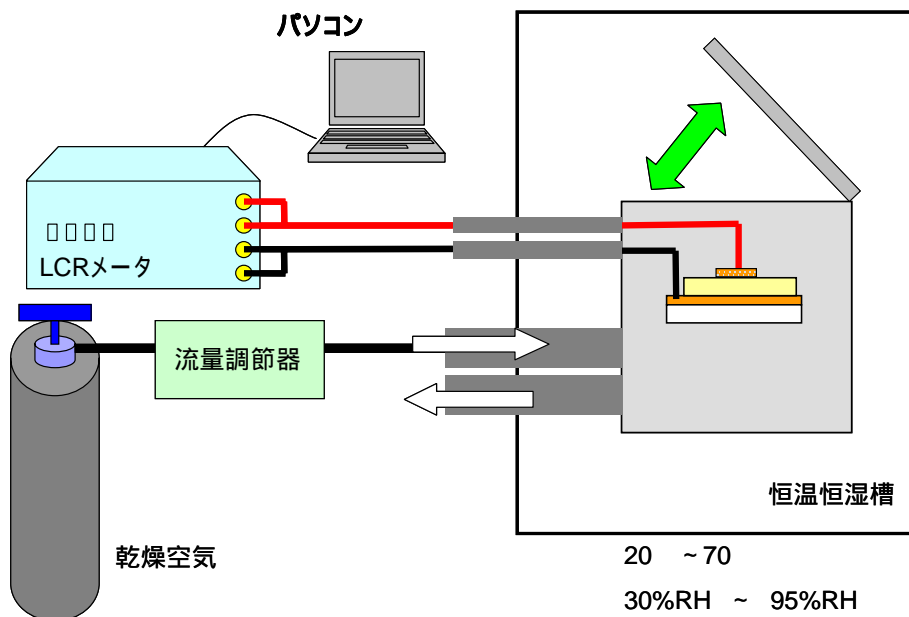 パソコン
□□□□
LCRメータ
流量調節器
乾燥空気
恒温恒湿槽
20 ~70
30%RH ~ 95%RH